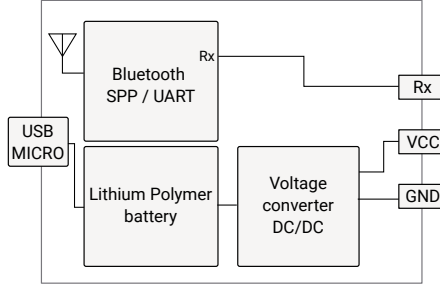 Rx
Bluetooth
SPP / UART
Rx
USB
MICRO
VCC
Lithium Polymer
battery
Voltage
converter
DC/DC
GND